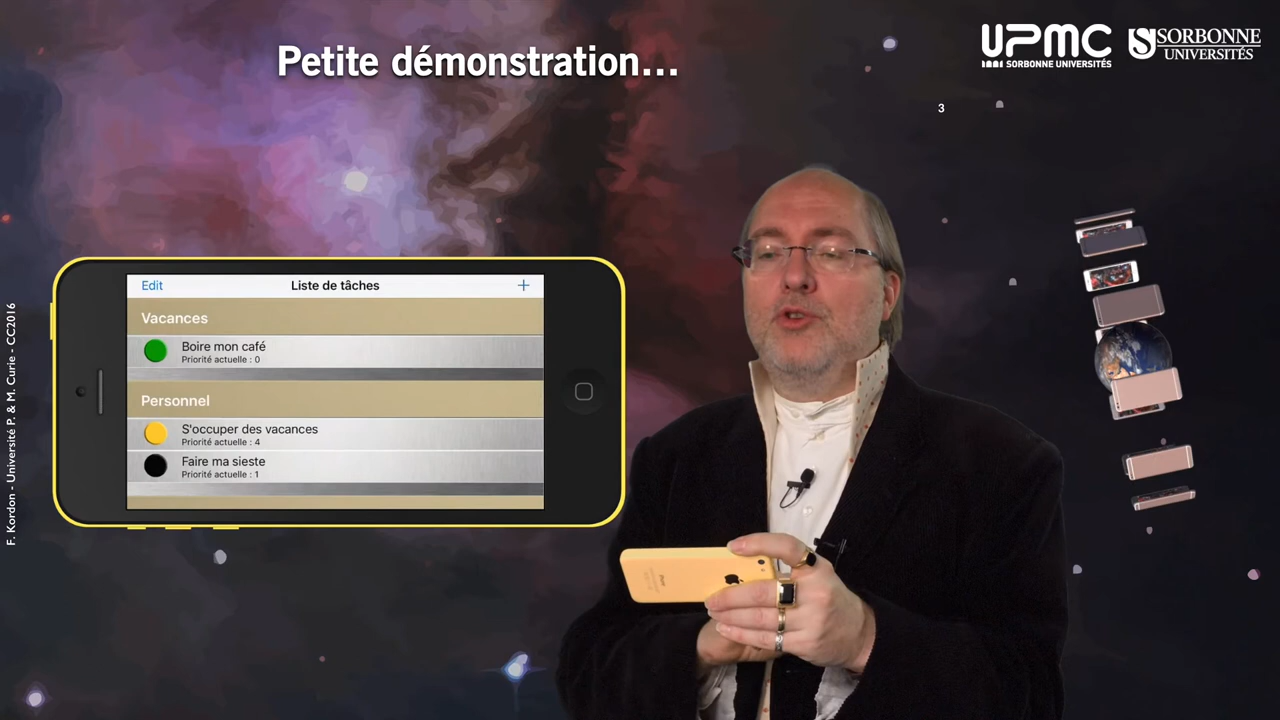 Petite démonstration...
UPMC
SORBONNE UNIVERSITÉS
SORBONNE
UNIVERSITÉS
3
Edit
Liste de tâches
+
Vacances
Boire mon café
Priorité actuelle : 0
Personnel
S'occuper des vacances
Priorité actuelle : 4
Faire ma sieste
Priorité actuelle : 1
F. Kordon - Université P. & M. Curie - CC2016